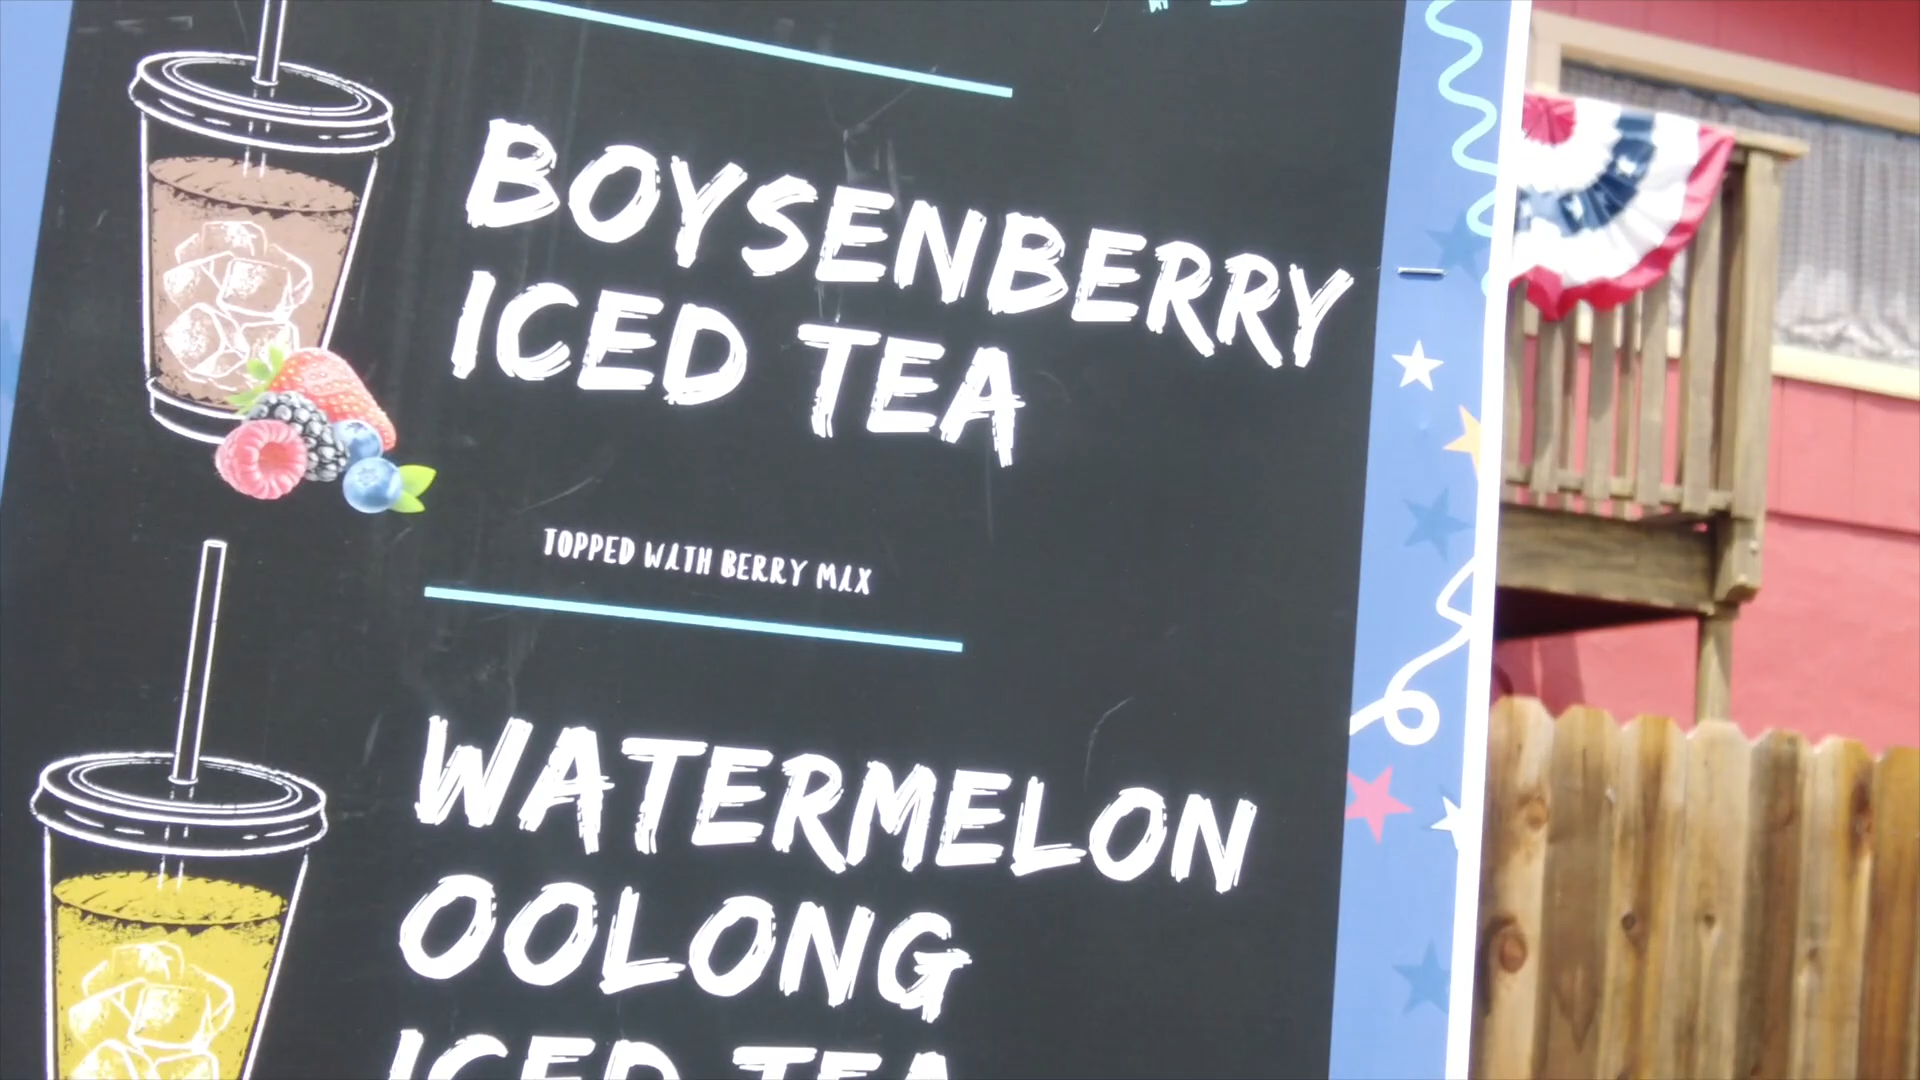 BOYSENBERRY
ICED TEA
TOPPED WITH BERRY MIX
WATERMELON
OOLONG
ICED TEA